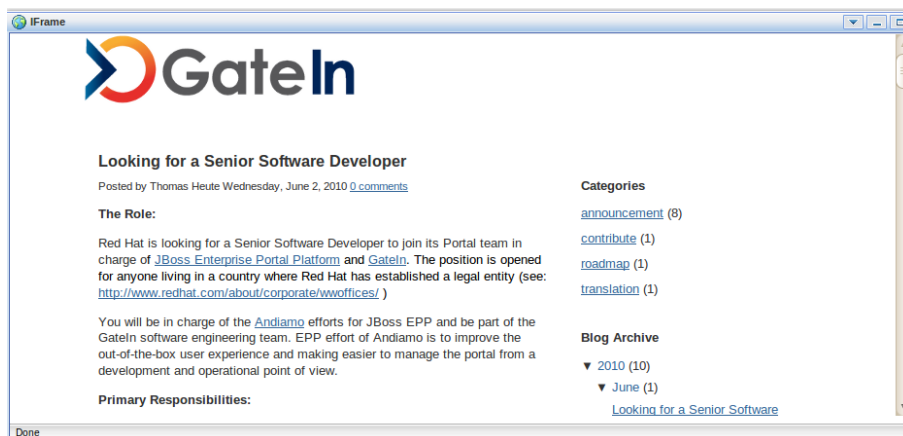 IFrame
GateIn
Looking for a Senior Software Developer
Posted by Thomas Heute Wednesday, June 2, 2010 0 comments
The Role:
Red Hat is looking for a Senior Software Developer to join its Portal team in
charge of JBoss Enterprise Portal Platform and GateIn. The position is opened
for anyone living in a country where Red Hat has established a legal entity (see:
http://www.redhat.com/about/corporate/wwoffices/ )
You will be in charge of the Andiamo efforts for JBoss EPP and be part of the
GateIn software engineering team. EPP effort of Andiamo is to improve the
out-of-the-box user experience and making easier to manage the portal from a
development and operational point of view.
Primary Responsibilities:
Categories
announcement (8)
contribute (1)
roadmap (1)
translation (1)
Blog Archive
▼ 2010 (10)
▼ June (1)
Looking for a Senior Software
Done